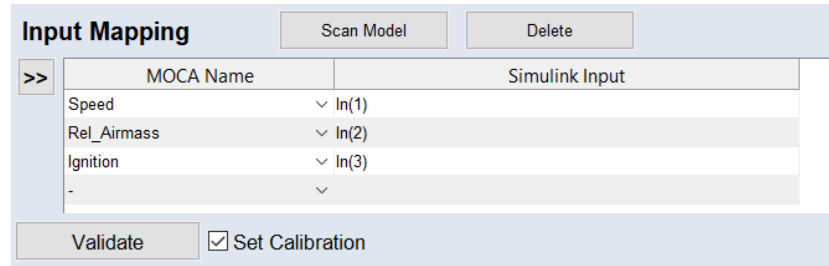 Input Mapping Scan Model Delete
>> MOCA Name Simulink Input
Speed In(1)
Rel_Airmass In(2)
Ignition In(3)
-
Validate Set Calibration